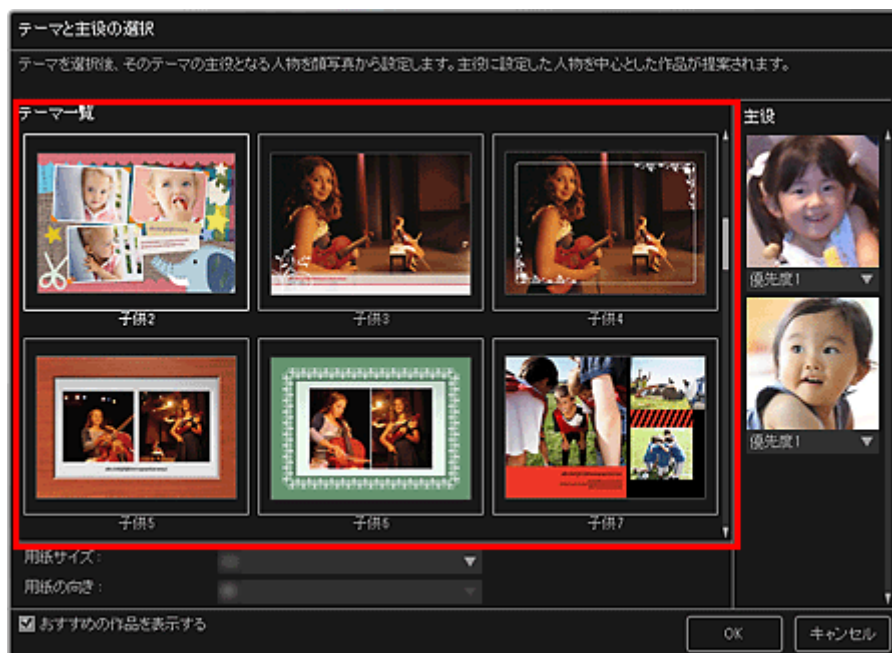 テーマと主役の選択
テーマを選択後、そのテーマの主役となる人物を顔写真から設定します。主役に設定した人物を中心とした作品が提案されます。
テーマ一覧
主役
子供2
子供3
子供4
優先度1
子供5
子供6
子供7
優先度1
用紙サイズ：
用紙の向き：
おすすめの作品を表示する
OK
キャンセル